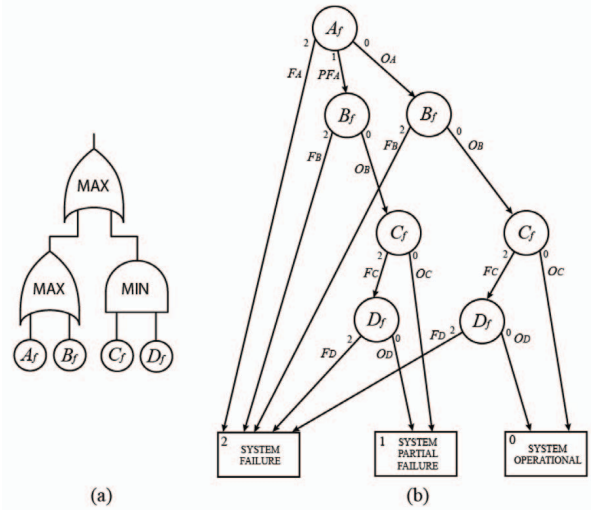 MAX
MAX
MIN
Af
Bf
Cf
Df
(a)
Af
2
1
0
FA
PFA
OA
Bf
Bf
2
0
2
0
FB
OB
FB
OB
Cf
Cf
2
0
2
0
FC
OC
FC
OC
Df
Df
2
0
2
0
FD
OD
FD
OD
2 SYSTEM
FAILURE
1 SYSTEM
PARTIAL
FAILURE
0 SYSTEM
OPERATIONAL
(b)